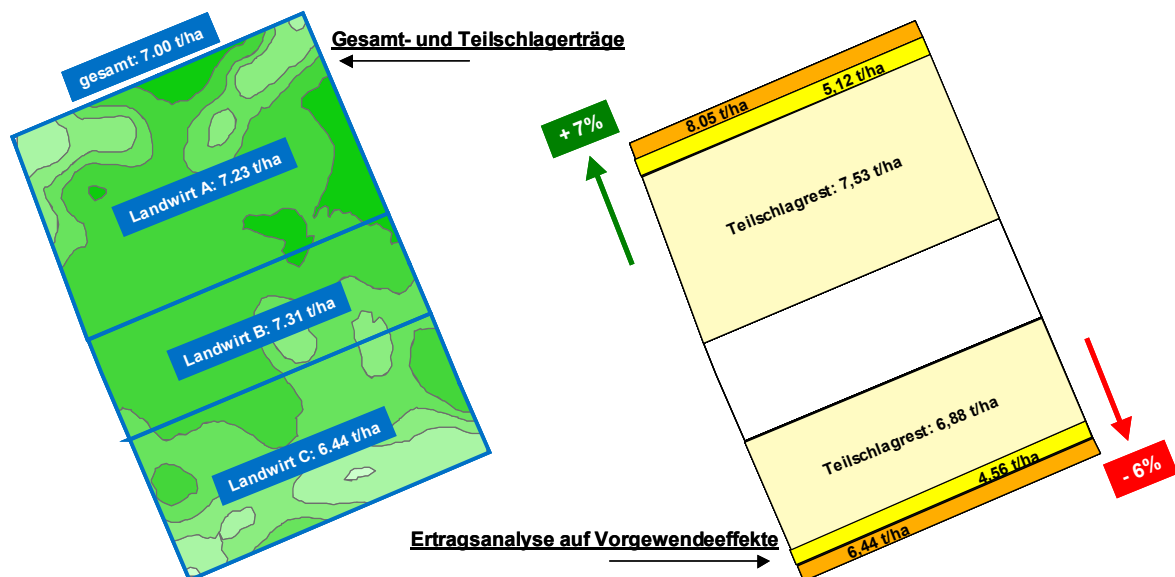 gesamt: 7.00 t/ha
Gesamt- und Teilschlagerträge
Landwirt A: 7.23 t/ha
Landwirt B: 7.31 t/ha
Landwirt C: 6.44 t/ha
8.05 t/ha
5,12 t/ha
+ 7%
Teilschlagrest: 7,53 t/ha
Teilschlagrest: 6,88 t/ha
4,56 t/ha
6,44 t/ha
- 6%
Ertragsanalyse auf Vorgewendeeffekte